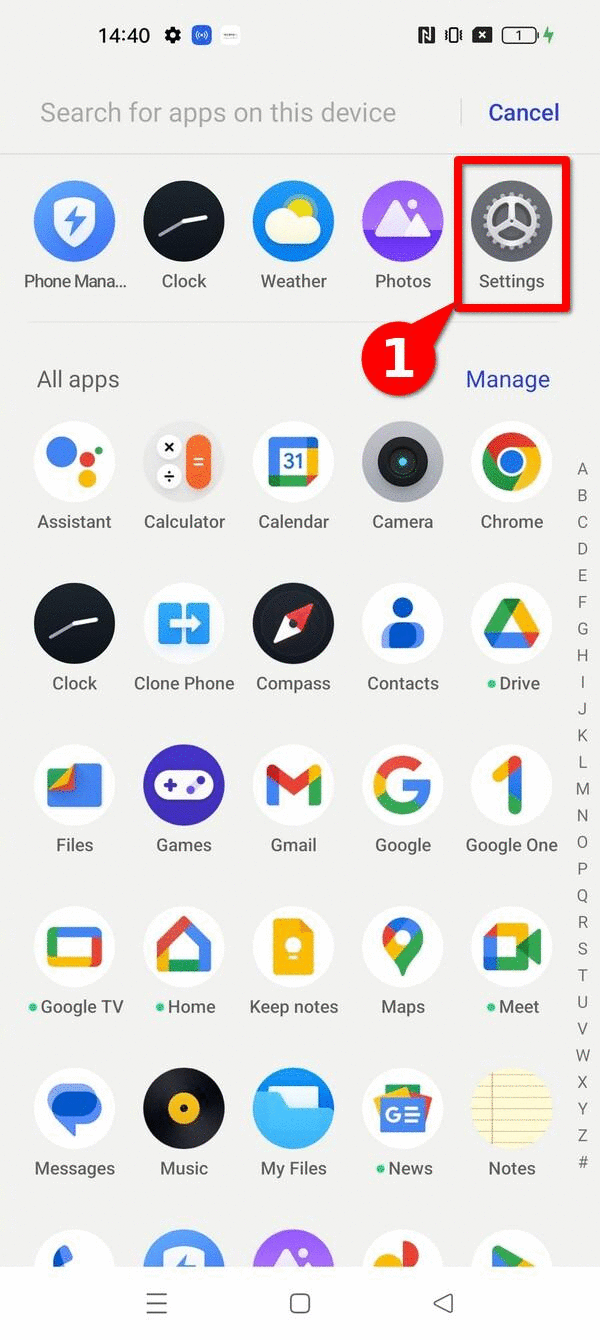 14:40 1
Search for apps on this device Cancel
Phone Mana... Clock Weather Photos Settings
1
All apps Manage
31
Assistant Calculator Calendar Camera Chrome
Clock Clone Phone Compass Contacts Drive
Files Games Gmail Google Google One
Google TV Home Keep notes Maps Meet
GE
Messages Music My Files News Notes
A
B
C
D
E
F
G
H
I
J
K
L
M
N
O
P
Q
R
S
T
U
V
W
X
Y
Z
#